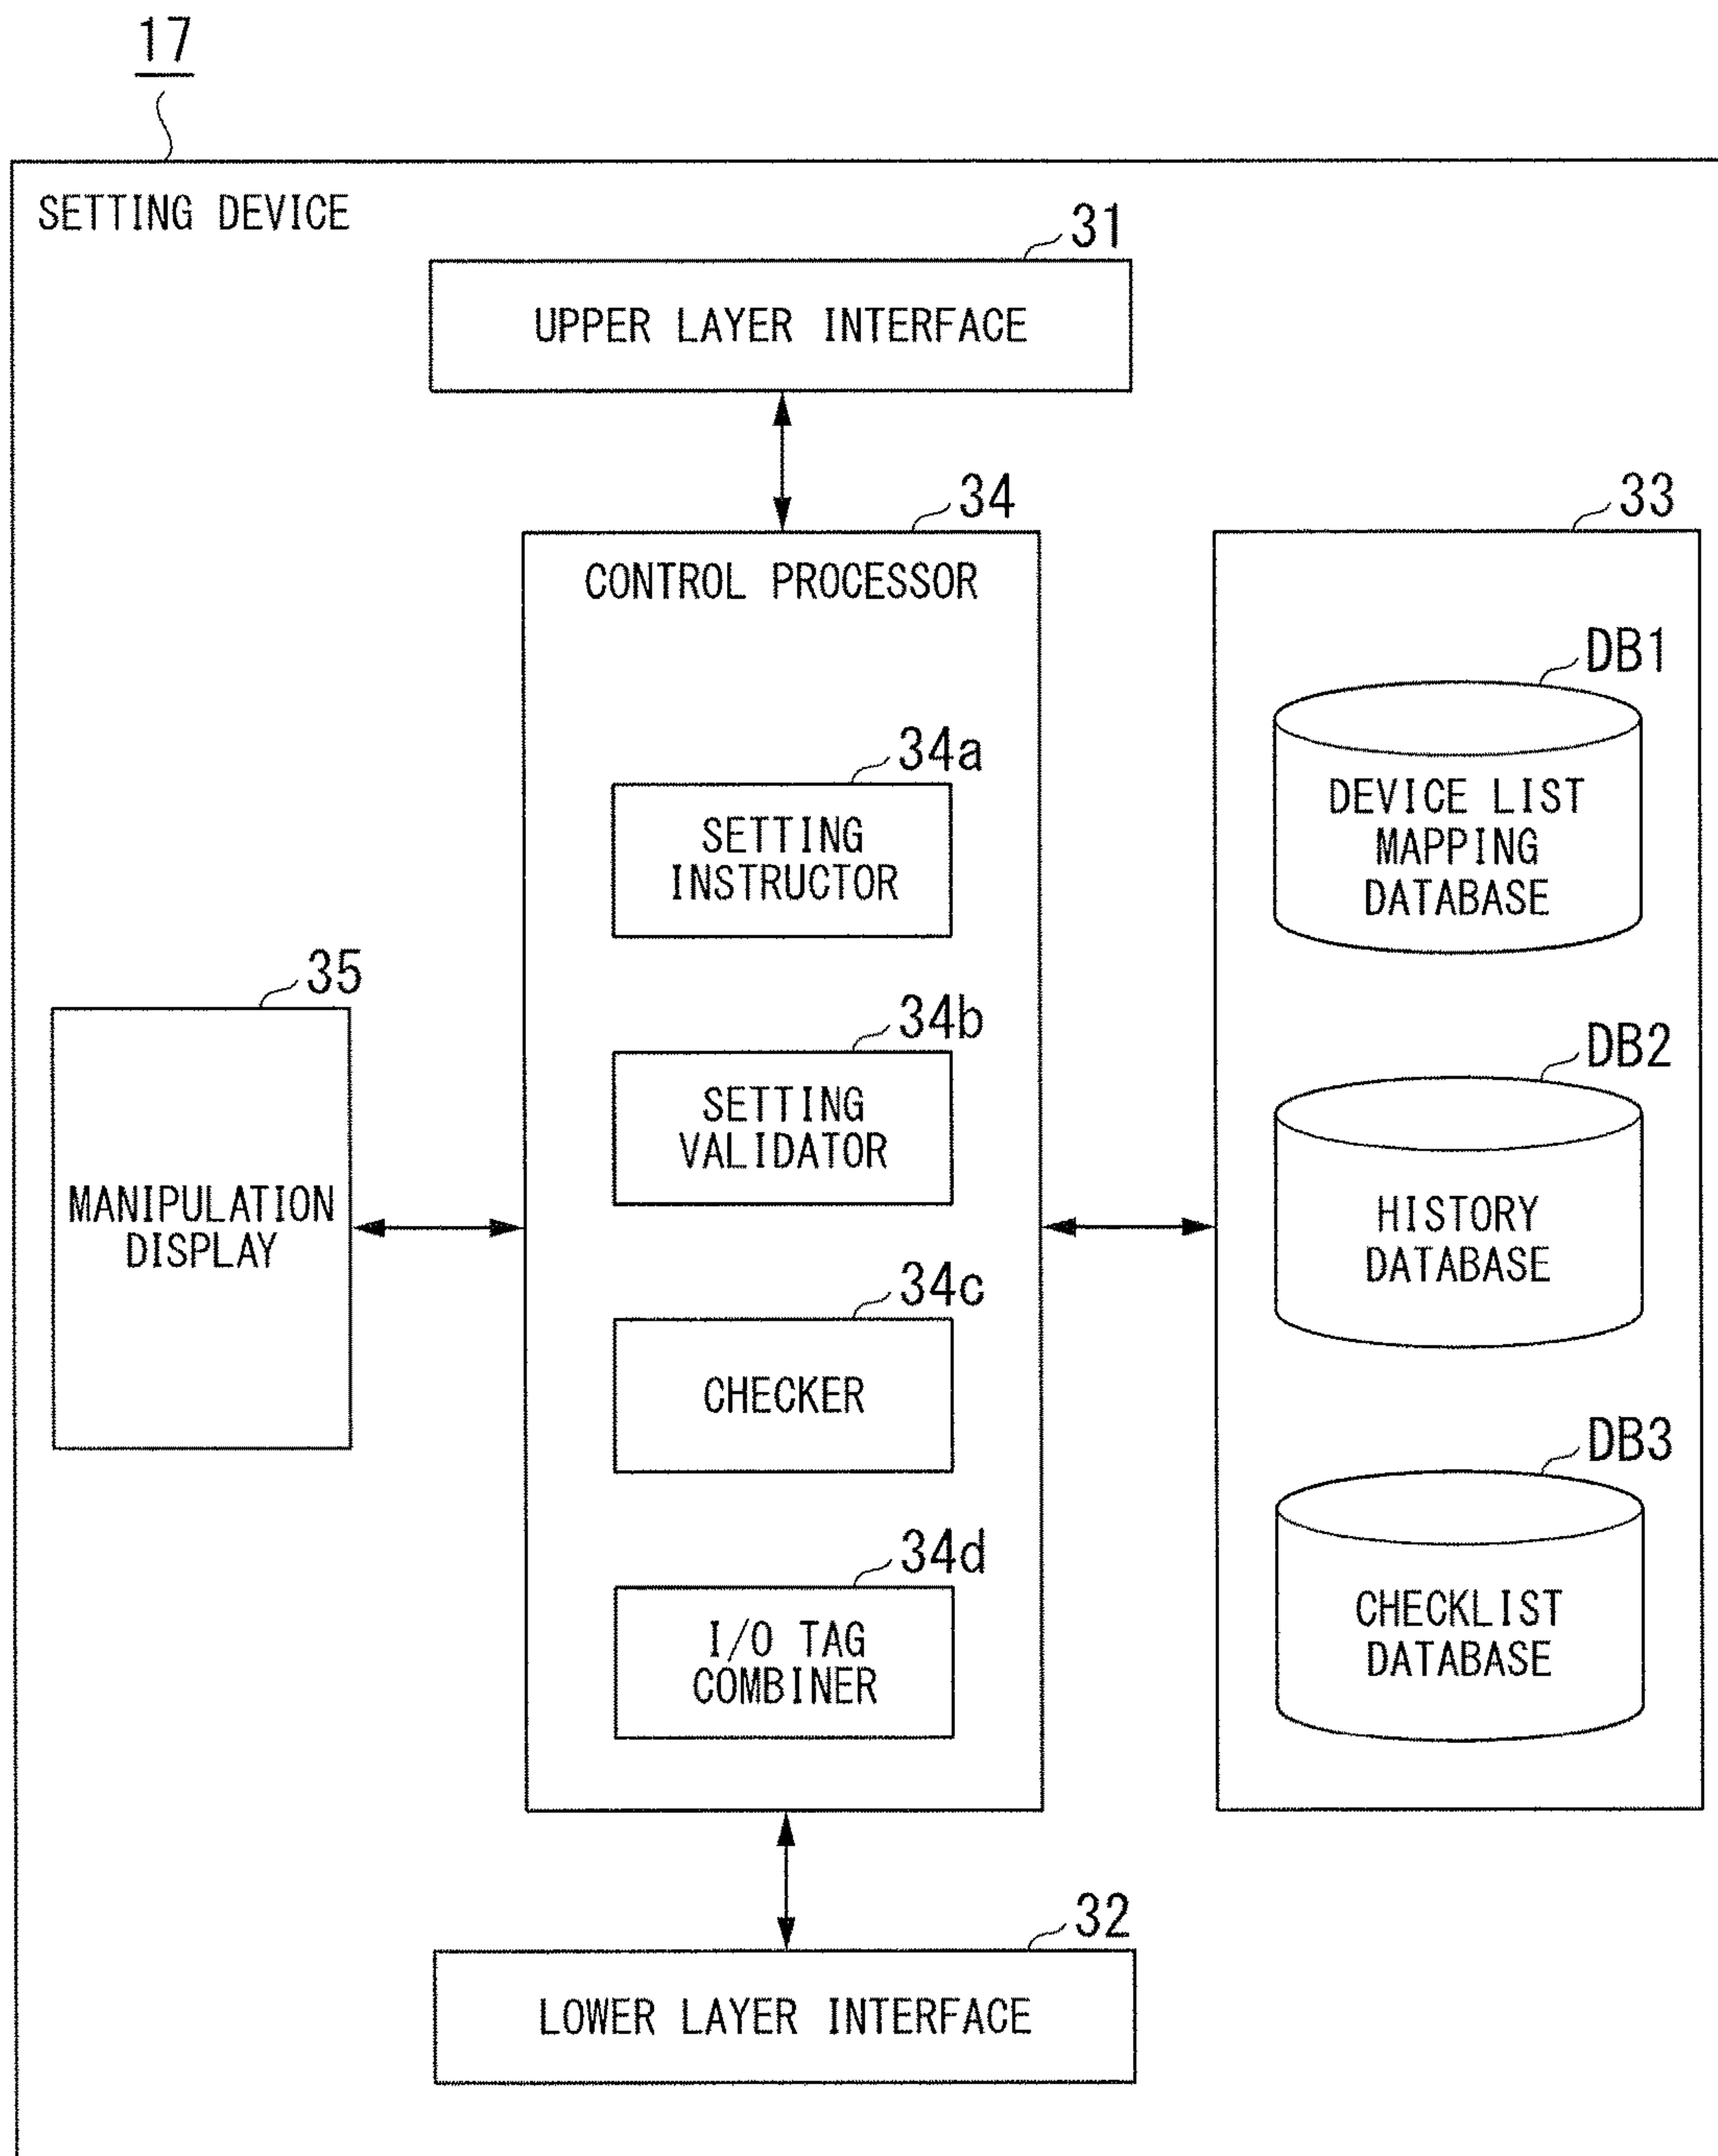 17
SETTING DEVICE
31
UPPER LAYER INTERFACE
34
CONTROL PROCESSOR
34a
SETTING
INSTRUCTOR
34b
SETTING
VALIDATOR
34c
CHECKER
34d
I/O TAG
COMBINER
35
MANIPULATION
DISPLAY
33
DB1
DEVICE LIST
MAPPING
DATABASE
DB2
HISTORY
DATABASE
DB3
CHECKLIST
DATABASE
32
LOWER LAYER INTERFACE